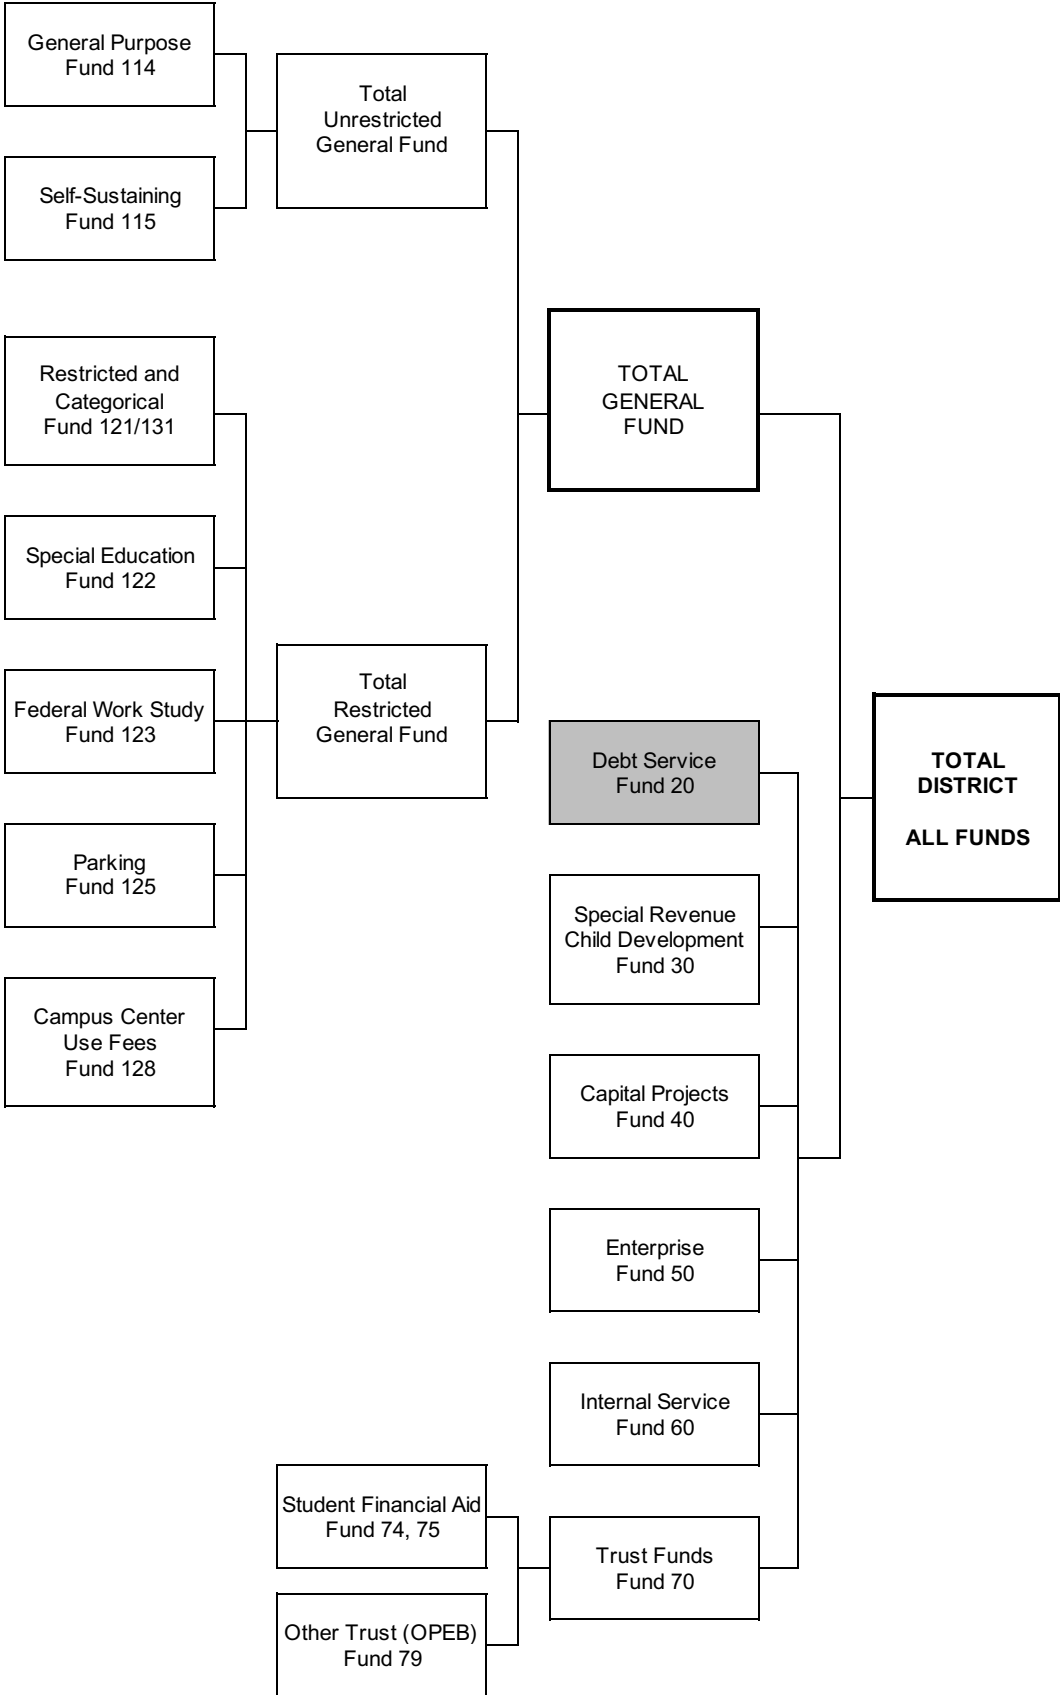 General Purpose
Fund 114
Total
Unrestricted
General Fund
Self-Sustaining
Fund 115
Restricted and
Categorical
Fund 121/131
TOTAL
GENERAL
FUND
Special Education
Fund 122
Federal Work Study
Fund 123
Total
Restricted
General Fund
Debt Service
Fund 20
TOTAL
DISTRICT
ALL FUNDS
Parking
Fund 125
Special Revenue
Child Development
Fund 30
Campus Center
Use Fees
Fund 128
Capital Projects
Fund 40
Enterprise
Fund 50
Internal Service
Fund 60
Student Financial Aid
Fund 74, 75
Trust Funds
Fund 70
Other Trust (OPEB)
Fund 79